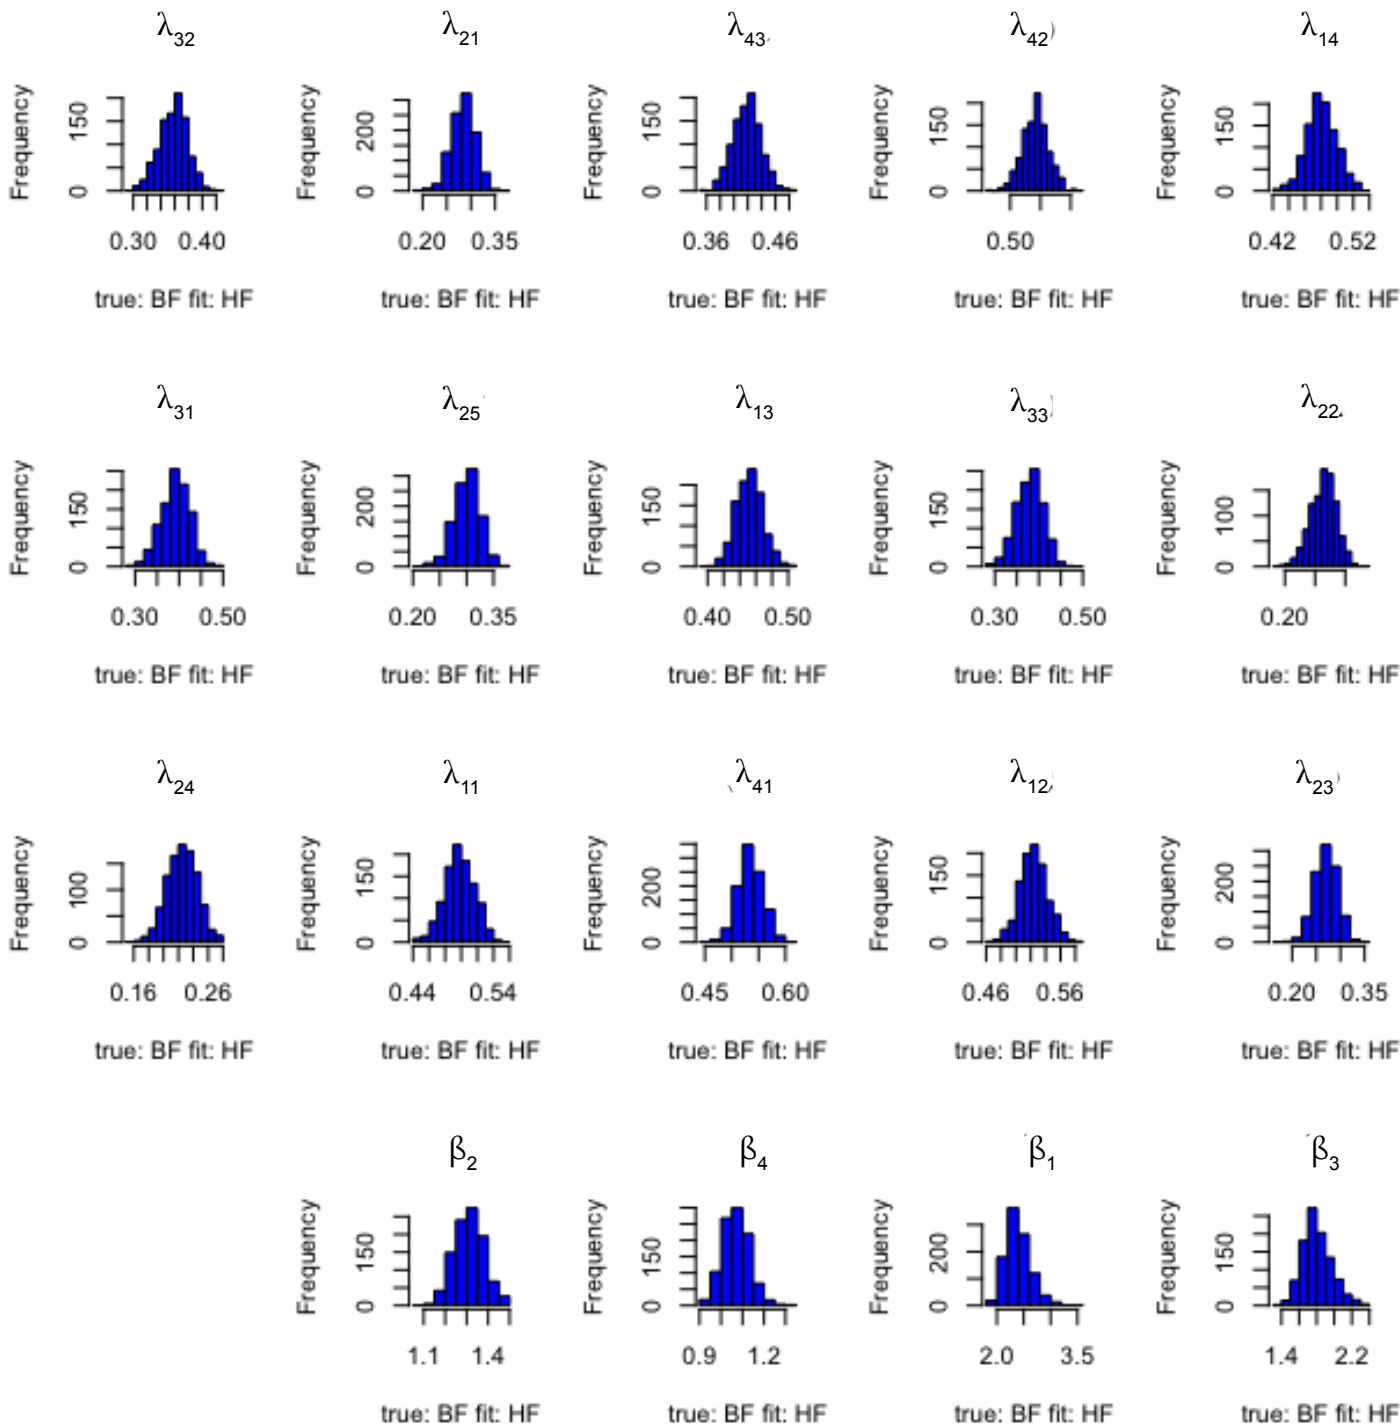 λ32 λ21 λ43 λ42 λ14
Frequency Frequency Frequency Frequency Frequency
150 200 150 150 150
0 0 0 0 0
0.30 0.40 0.20 0.35 0.36 0.46 0.50 0.42 0.52
true: BF fit: HF true: BF fit: HF true: BF fit: HF true: BF fit: HF true: BF fit: HF
λ31 λ25 λ13 λ33 λ22
Frequency Frequency Frequency Frequency Frequency
150 200 150 150 100
0 0 0 0 0
0.30 0.50 0.20 0.35 0.40 0.50 0.30 0.50 0.20
true: BF fit: HF true: BF fit: HF true: BF fit: HF true: BF fit: HF true: BF fit: HF
λ24 λ11 λ41 λ12 λ23
Frequency Frequency Frequency Frequency Frequency
100 150 200 150 200
0 0 0 0 0
0.16 0.26 0.44 0.54 0.45 0.60 0.46 0.56 0.20 0.35
true: BF fit: HF true: BF fit: HF true: BF fit: HF true: BF fit: HF true: BF fit: HF
β2 β4 β1 β3
Frequency Frequency Frequency Frequency
150 150 200 150
0 0 0 0
1.1 1.4 0.9 1.2 2.0 3.5 1.4 2.2
true: BF fit: HF true: BF fit: HF true: BF fit: HF true: BF fit: HF